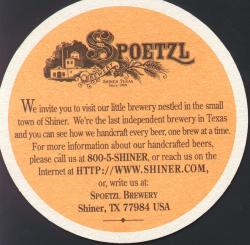 SPOETZL
BREWERY
SHINER, TEXAS
SINCE 1909
We invite you to visit our little brewery nestled in the small
town of Shiner. We're the last independent brewery in Texas
and you can see how we handcraft every beer, one brew at a time.
For more information about our handcrafted beers,
please call us at 800-5-SHINER, or reach us on the
Internet at HTTP://WWW.SHINER.COM,
or, write us at:
SPOETZL BREWERY
Shiner, TX 77984 USA